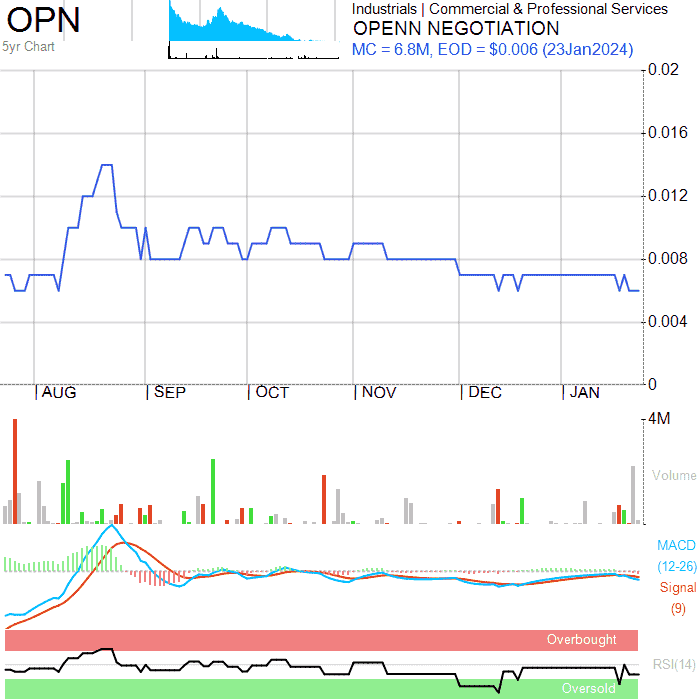 OPN
5yr Chart
Industrials | Commercial & Professional Services
OPENN NEGOTIATION
MC = 6.8M, EOD = $0.006 (23Jan2024)
0.02
0.016
0.012
0.008
0.004
0
|AUG |SEP |OCT |NOV |DEC |JAN
4M
Volume
MACD
(12-26)
Signal
(9)
Overbought
RSI(14)
Oversold